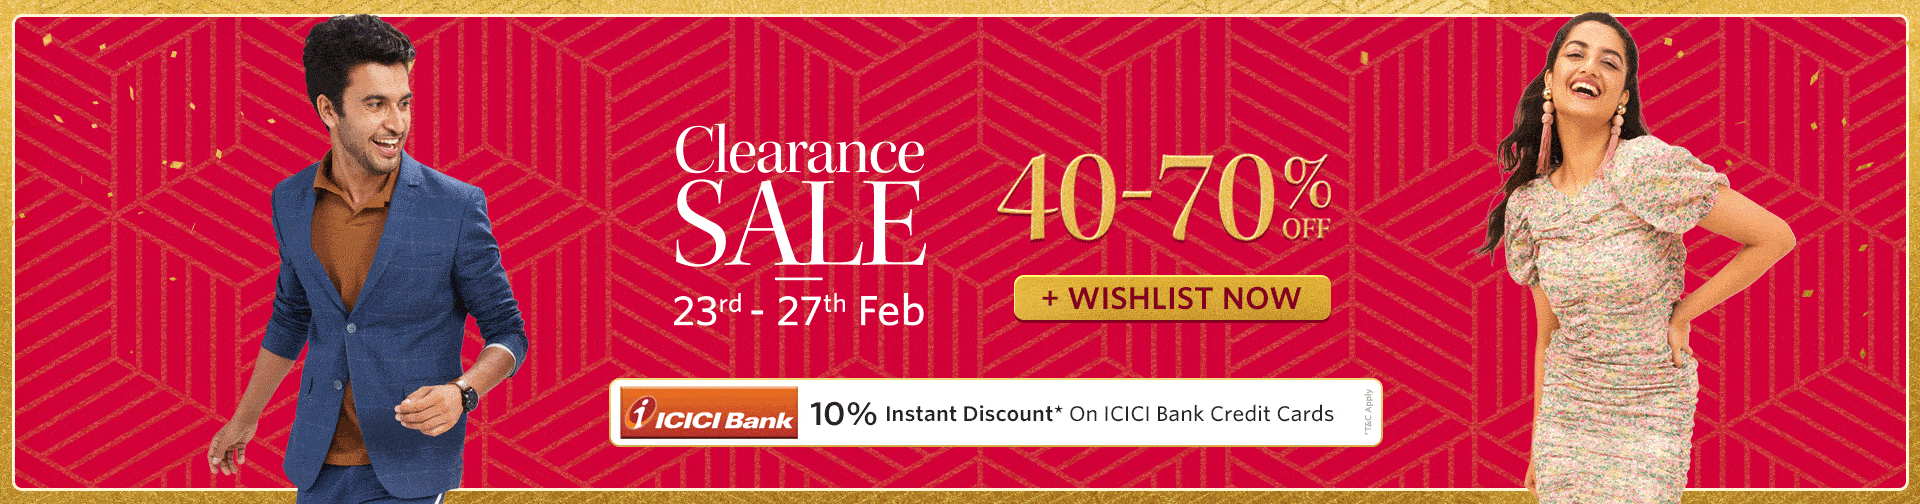 Clearance
SALE
23rd - 27th Feb
40-70% OFF
+ WISHLIST NOW
i ICICI Bank
10% Instant Discount* On ICICI Bank Credit Cards
*T&C Apply